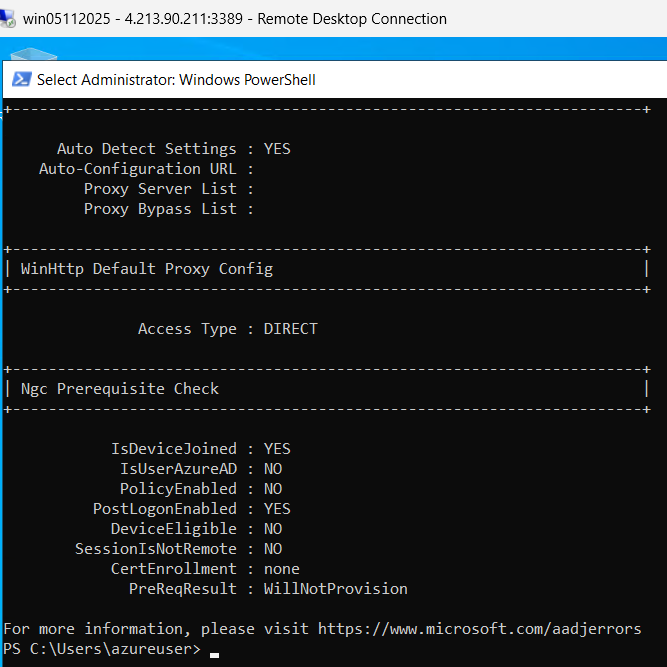 win05112025 - 4.213.90.211:3389 - Remote Desktop Connection
Select Administrator: Windows PowerShell
+----------------------------------------------------------------------+
Auto Detect Settings : YES
Auto-Configuration URL :
Proxy Server List :
Proxy Bypass List :
+----------------------------------------------------------------------+
| WinHttp Default Proxy Config |
+----------------------------------------------------------------------+
Access Type : DIRECT
+----------------------------------------------------------------------+
| Ngc Prerequisite Check |
+----------------------------------------------------------------------+
IsDeviceJoined : YES
IsUserAzureAD : NO
PolicyEnabled : NO
PostLogonEnabled : YES
DeviceEligible : NO
SessionIsNotRemote : NO
CertEnrollment : none
PreReqResult : WillNotProvision
For more information, please visit https://www.microsoft.com/aadjerrors
PS C:\Users\azureuser> _